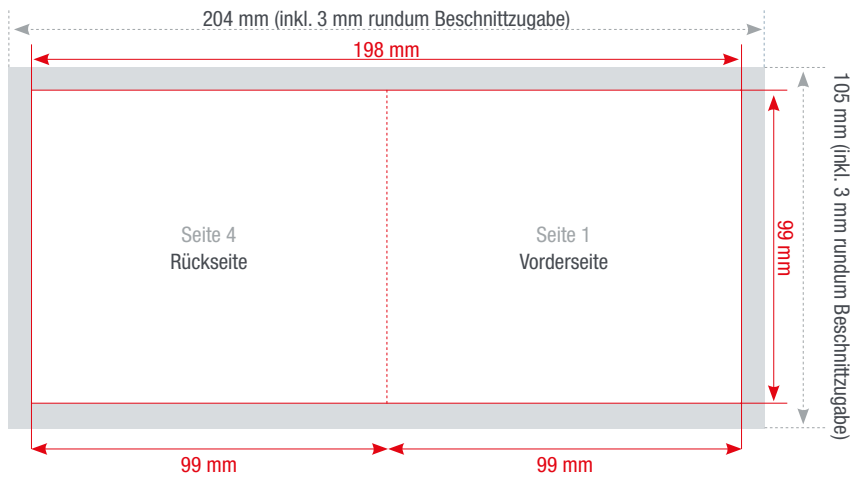 204 mm (inkl. 3 mm rundum Beschnittzugabe)
198 mm
105 mm (inkl. 3 mm rundum Beschnittzugabe)
99 mm
Seite 4
Rückseite
Seite 1
Vorderseite
99 mm
99 mm